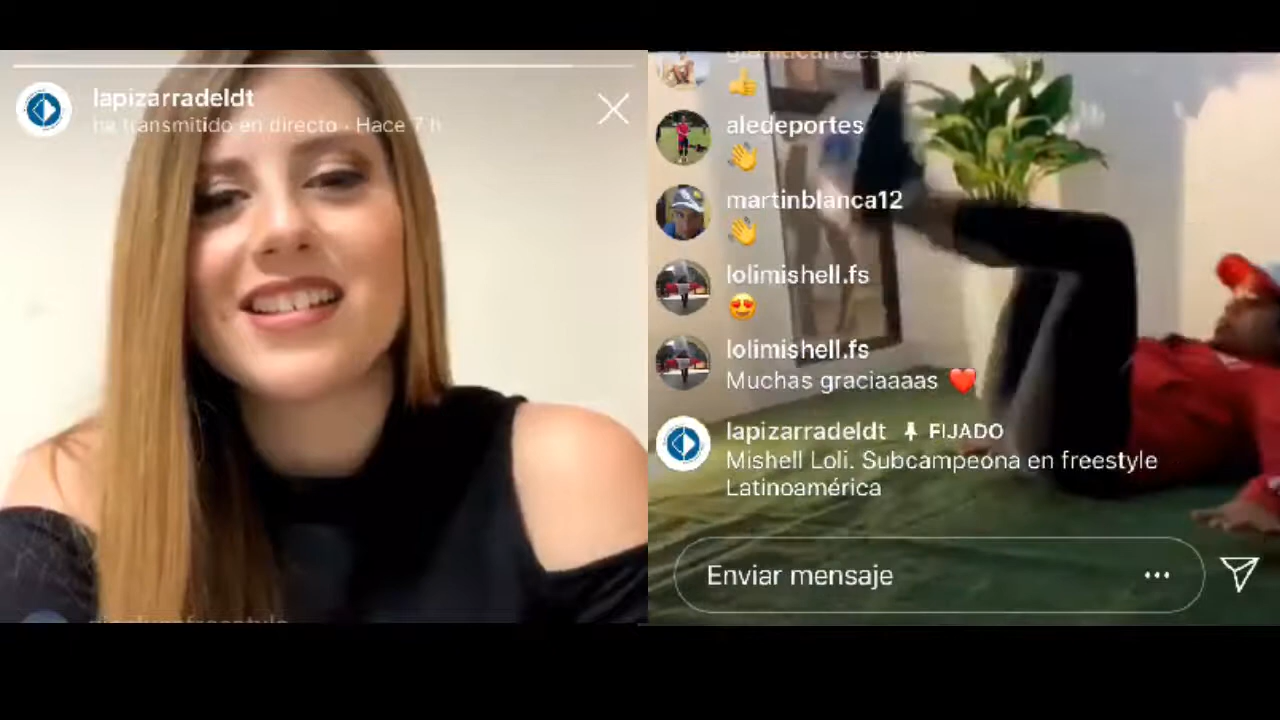 lapizarradeldt
ha transmitido en directo · Hace 7 h
gianificafreestyle
👍
aledeportes
👋
martinblanca12
👋
lolimishell.fs
😍
lolimishell.fs
Muchas graciaaaas ❤️
lapizarradeldt 📌 FIJADO
Mishell Loli. Subcampeona en freestyle
Latinoamérica
Enviar mensaje